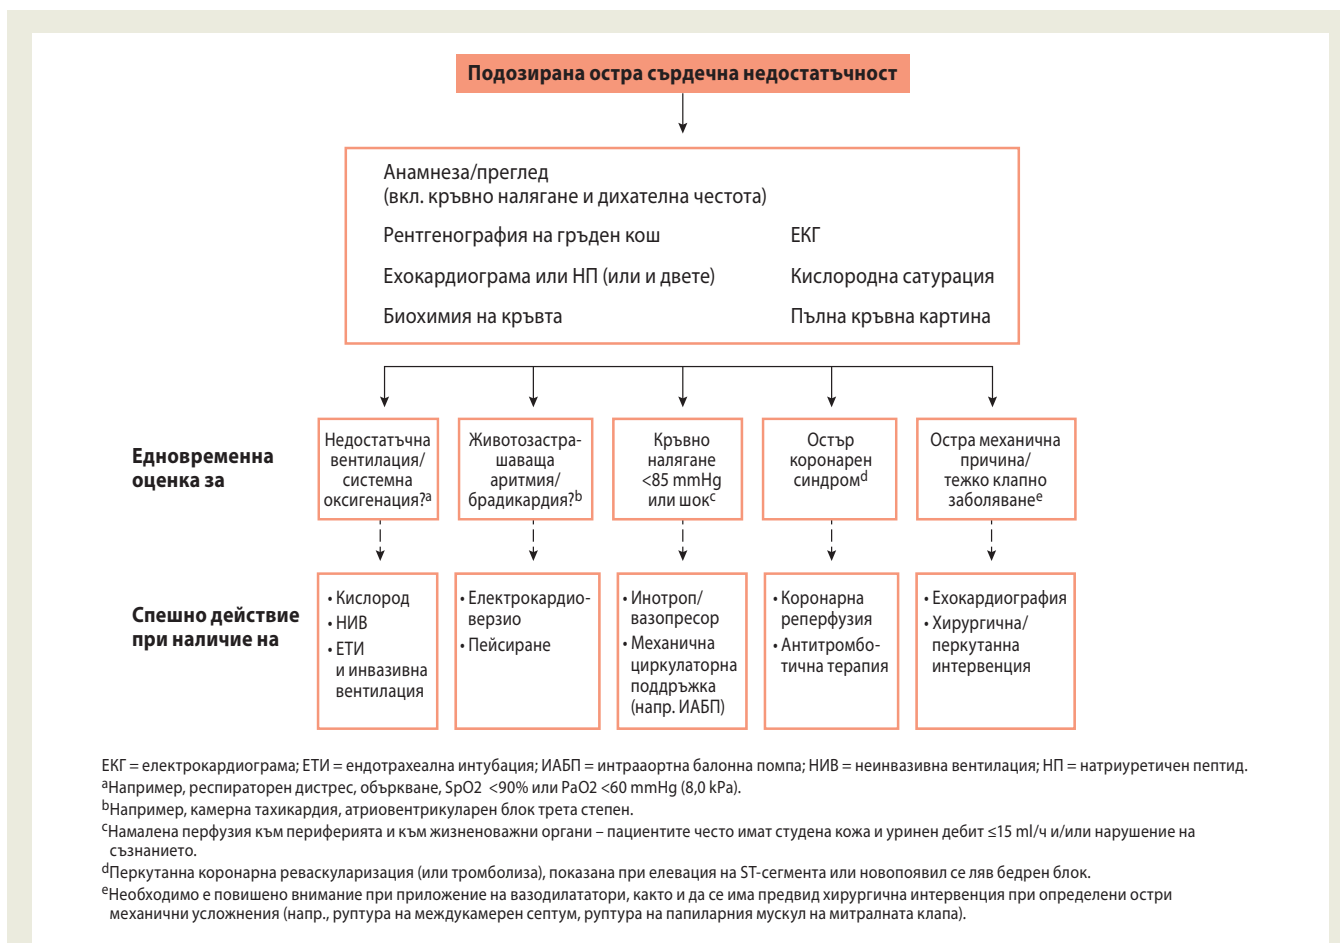 Подозирана остра сърдечна недостатъчност
Анамнеза/преглед
(вкл. кръвно налягане и дихателна честота)
Рентгенография на гръден кош
ЕКГ
Ехокардиограма или НП (или и двете)
Кислородна сатурация
Биохимия на кръвта
Пълна кръвна картина
Едновременна
оценка за
Недостатъчна
вентилация/
системна
оксигенация?a
Животозастра-
шаваща
аритмия/
брадикардия?b
Кръвно
налягане
<85 mmHg
или шокc
Остър
коронарен
синдромd
Остра механична
причина/
тежко клапно
заболяванеe
Спешно действие
при наличие на
• Кислород
• НИВ
• ЕТИ
и инвазивна
вентилация
• Електрокардио-
верзио
• Пейсиране
• Инотроп/
вазопресор
• Механична
циркулаторна
поддръжка
(напр. ИАБП)
• Коронарна
реперфузия
• Антитромбо-
тична терапия
• Ехокардиография
• Хирургична/
перкутанна
интервенция
ЕКГ = електрокардиограма; ЕТИ = ендотрахеална интубация; ИАБП = интрааортна балонна помпа; НИВ = неинвазивна вентилация; НП = натриуретичен пептид.
aНапример, респираторен дистрес, объркване, SpO2 <90% или PaO2 <60 mmHg (8,0 kPa).
bНапример, камерна тахикардия, атриовентрикуларен блок трета степен.
cНамалена перфузия към периферията и към жизненоважни органи – пациентите често имат студена кожа и уринен дебит ≤15 ml/ч и/или нарушение на
съзнанието.
dПеркутанна коронарна реваскуларизация (или тромболиза), показана при елевация на ST-сегмента или новопоявил се ляв бедрен блок.
eНеобходимо е повишено внимание при приложение на вазодилататори, както и да се има предвид хирургична интервенция при определени остри
механични усложнения (напр., руптура на междукамерен септум, руптура на папиларния мускул на митралната клапа).